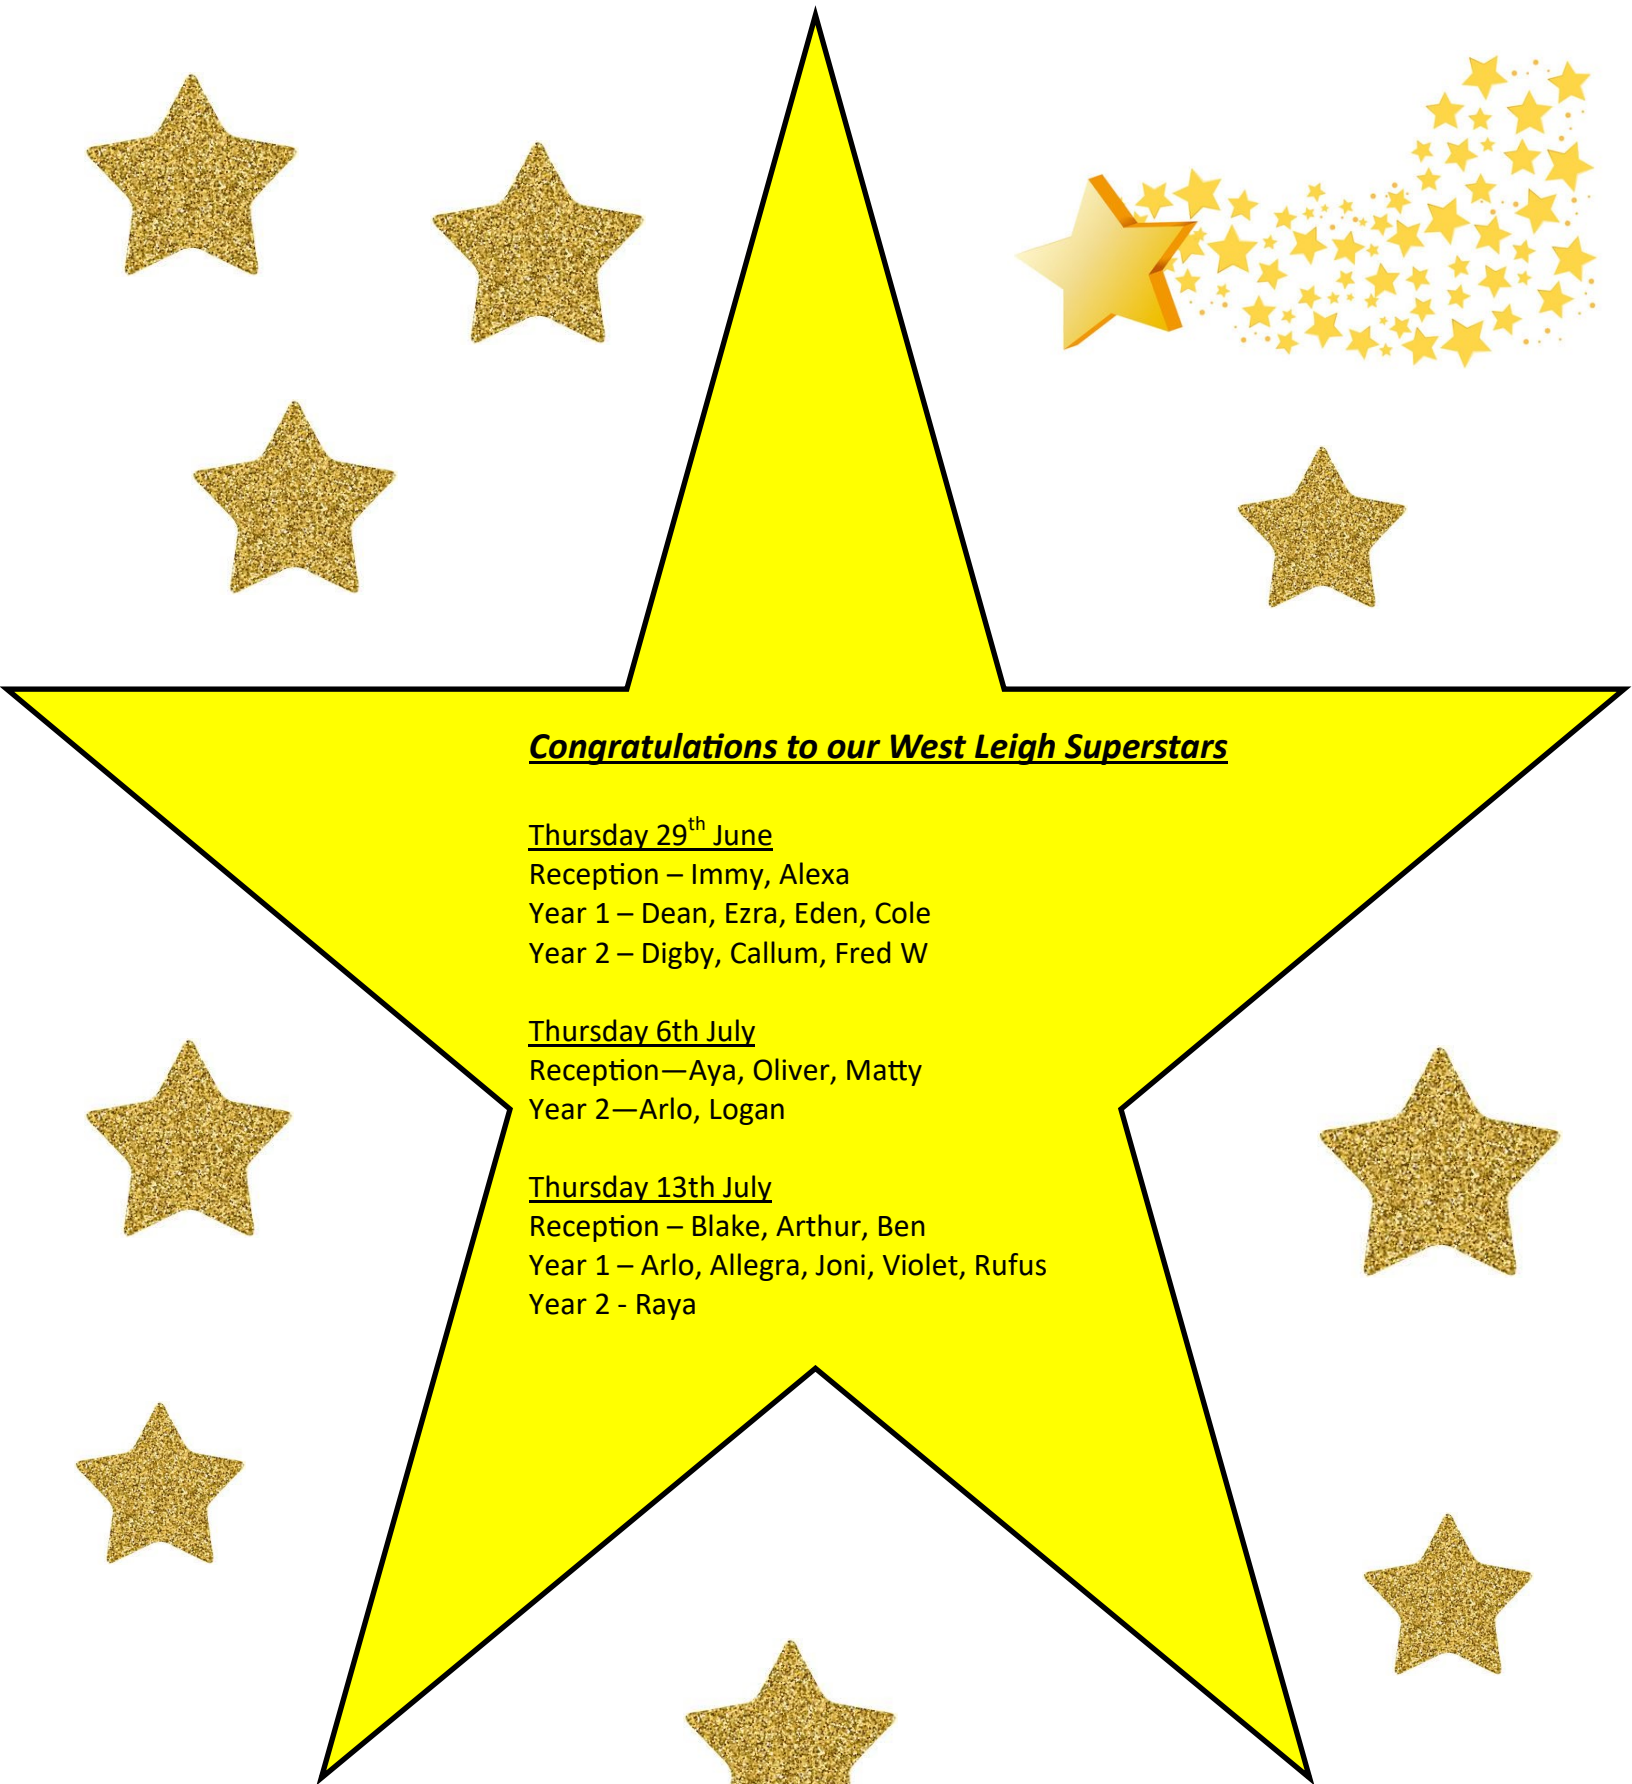 Congratulations to our West Leigh Superstars
Thursday 29th June
Reception – Immy, Alexa
Year 1 – Dean, Ezra, Eden, Cole
Year 2 – Digby, Callum, Fred W
Thursday 6th July
Reception—Aya, Oliver, Matty
Year 2—Arlo, Logan
Thursday 13th July
Reception – Blake, Arthur, Ben
Year 1 – Arlo, Allegra, Joni, Violet, Rufus
Year 2 - Raya